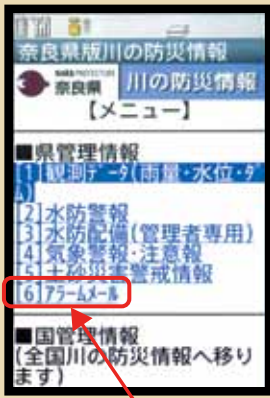 奈良県版川の防災情報
奈良県 川の防災情報
【メニュー】
■県管理情報
[1]観測データ(雨量・水位・ダ
ム)
[2]水防警報
[3]水防配備(管理者専用)
[4]気象警報・注意報
[5]土砂災害警戒情報
[6]アラームメール
■国管理情報
(全国川の防災情報へ移り
ます)